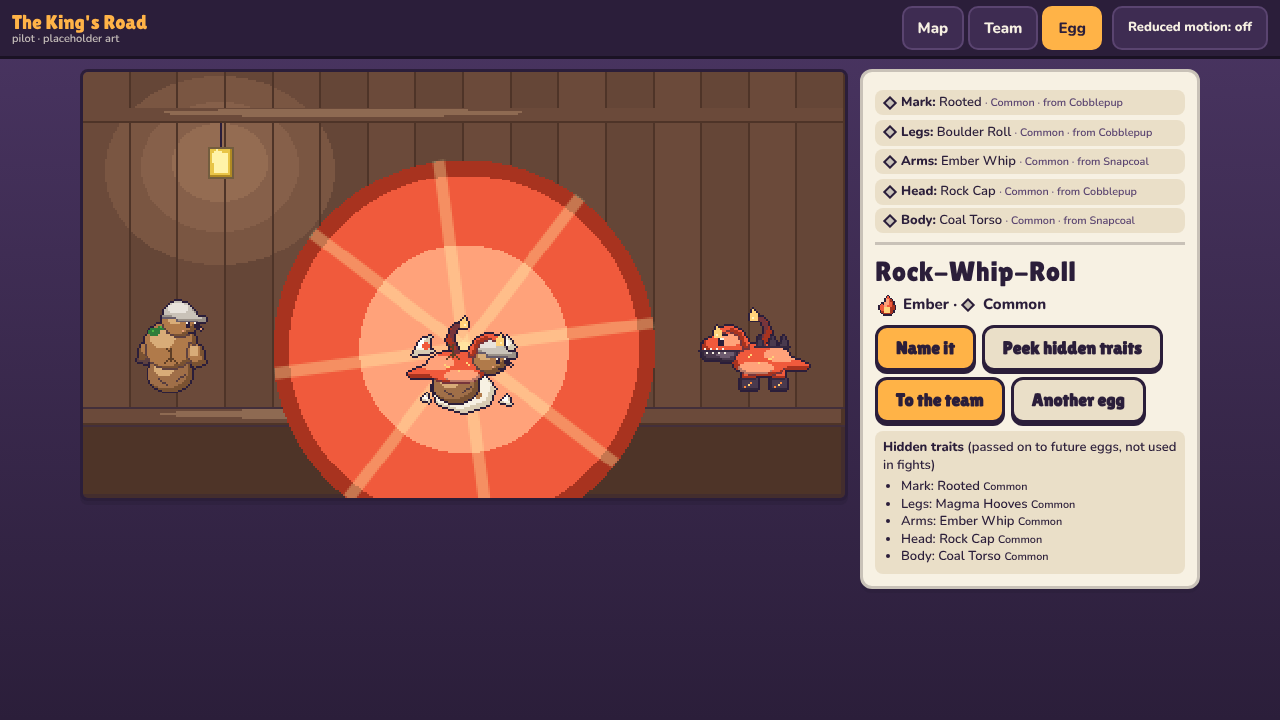 The King's Road
pilot · placeholder art
Map
Team
Egg
Reduced motion: off
Mark: Rooted · Common · from Cobblepup
Legs: Boulder Roll · Common · from Cobblepup
Arms: Ember Whip · Common · from Snapcoal
Head: Rock Cap · Common · from Cobblepup
Body: Coal Torso · Common · from Snapcoal
Rock-Whip-Roll
Ember · Common
Name it
Peek hidden traits
To the team
Another egg
Hidden traits (passed on to future eggs, not used
in fights)
Mark: Rooted Common
Legs: Magma Hooves Common
Arms: Ember Whip Common
Head: Rock Cap Common
Body: Coal Torso Common